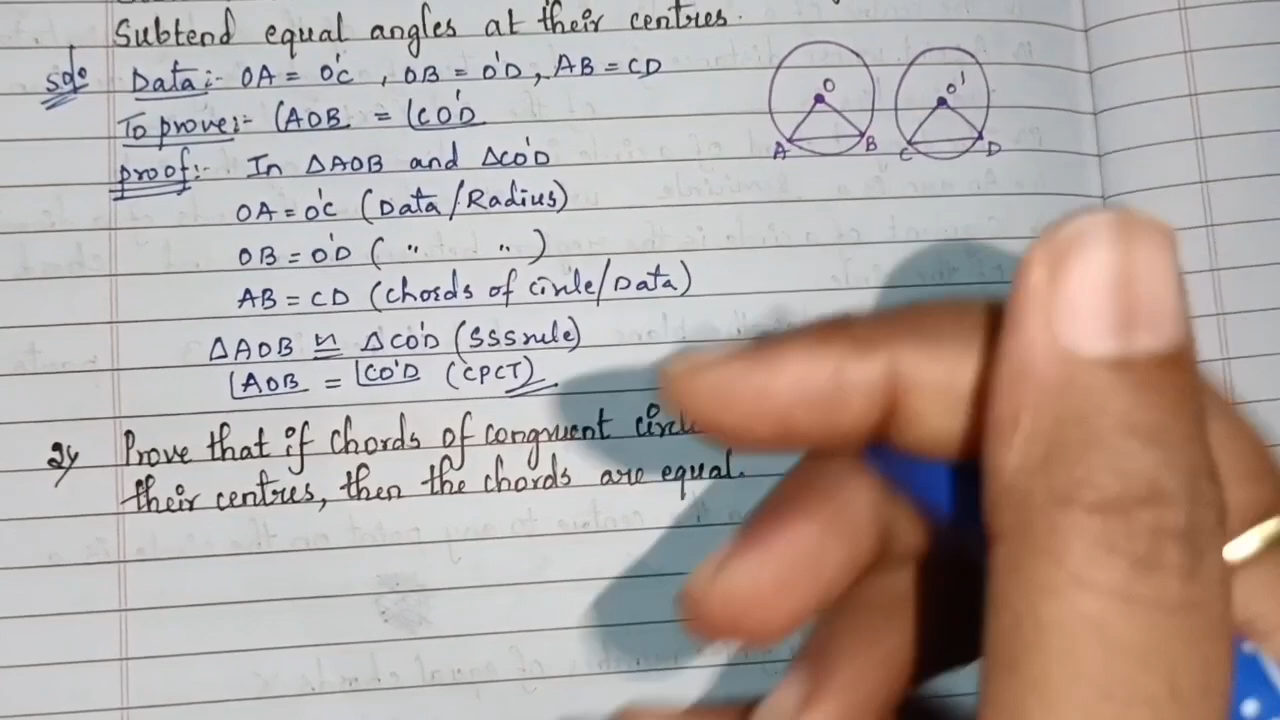 Subtend equal angles at their centres.
Soln Data:- OA = O'C , OB = O'D, AB = CD
To prove:- ∠AOB = ∠CO'D
proof:- In ΔAOB and ΔCO'D
OA = O'C (Data/Radius)
OB = O'D ( " " )
AB = CD (chords of circle/Data)
ΔAOB ≅ ΔCO'D (SSS rule)
∠AOB = ∠CO'D (CPCT)
2) Prove that if chords of congruent
their centres, then the chords are equal.
O
O'
A
B
C
D